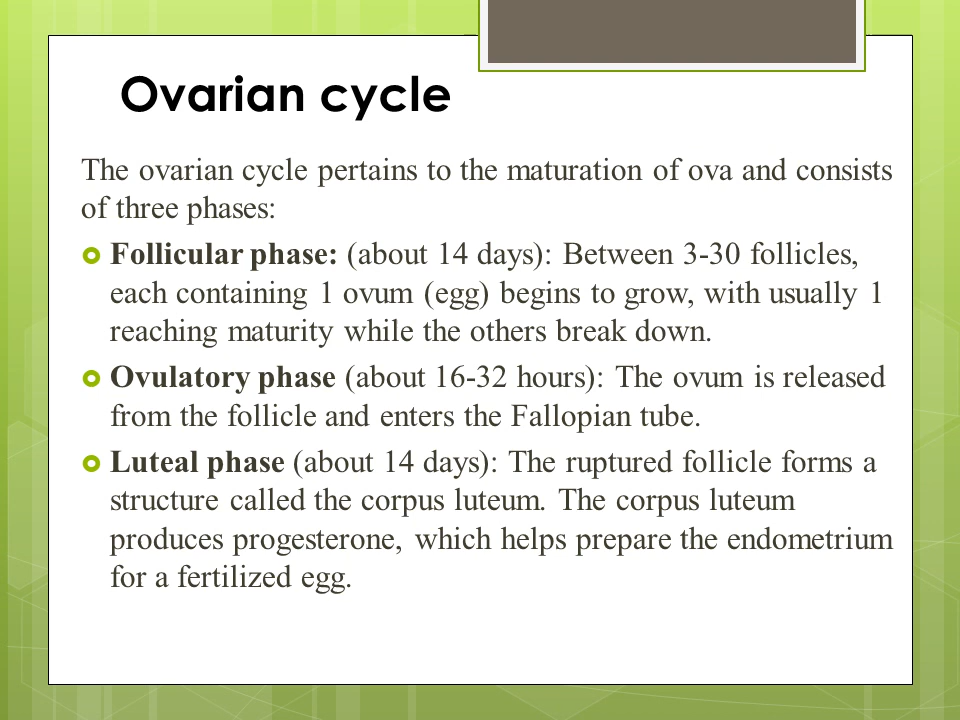 Ovarian cycle
The ovarian cycle pertains to the maturation of ova and consists
of three phases:
Follicular phase: (about 14 days): Between 3-30 follicles,
each containing 1 ovum (egg) begins to grow, with usually 1
reaching maturity while the others break down.
Ovulatory phase (about 16-32 hours): The ovum is released
from the follicle and enters the Fallopian tube.
Luteal phase (about 14 days): The ruptured follicle forms a
structure called the corpus luteum. The corpus luteum
produces progesterone, which helps prepare the endometrium
for a fertilized egg.